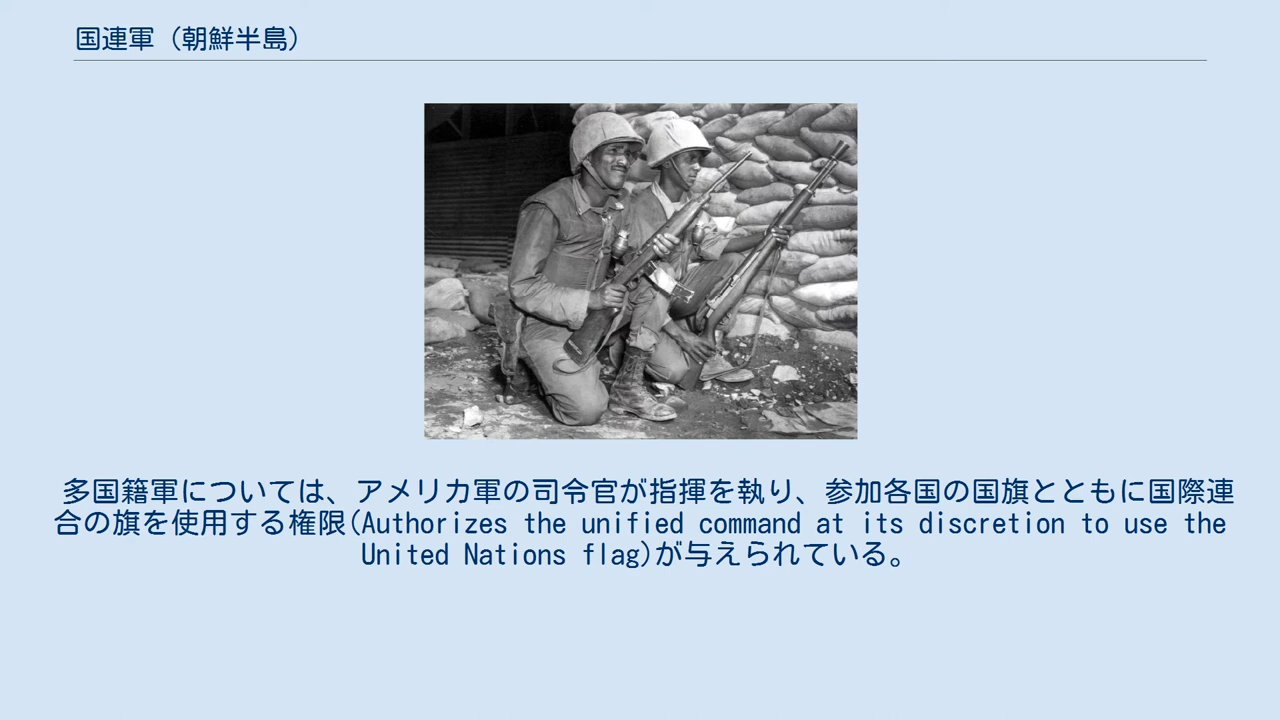 国連軍（朝鮮半島）
多国籍軍については、アメリカ軍の司令官が指揮を執り、参加各国の国旗とともに国際連
合の旗を使用する権限(Authorizes the unified command at its discretion to use the
United Nations flag)が与えられている。